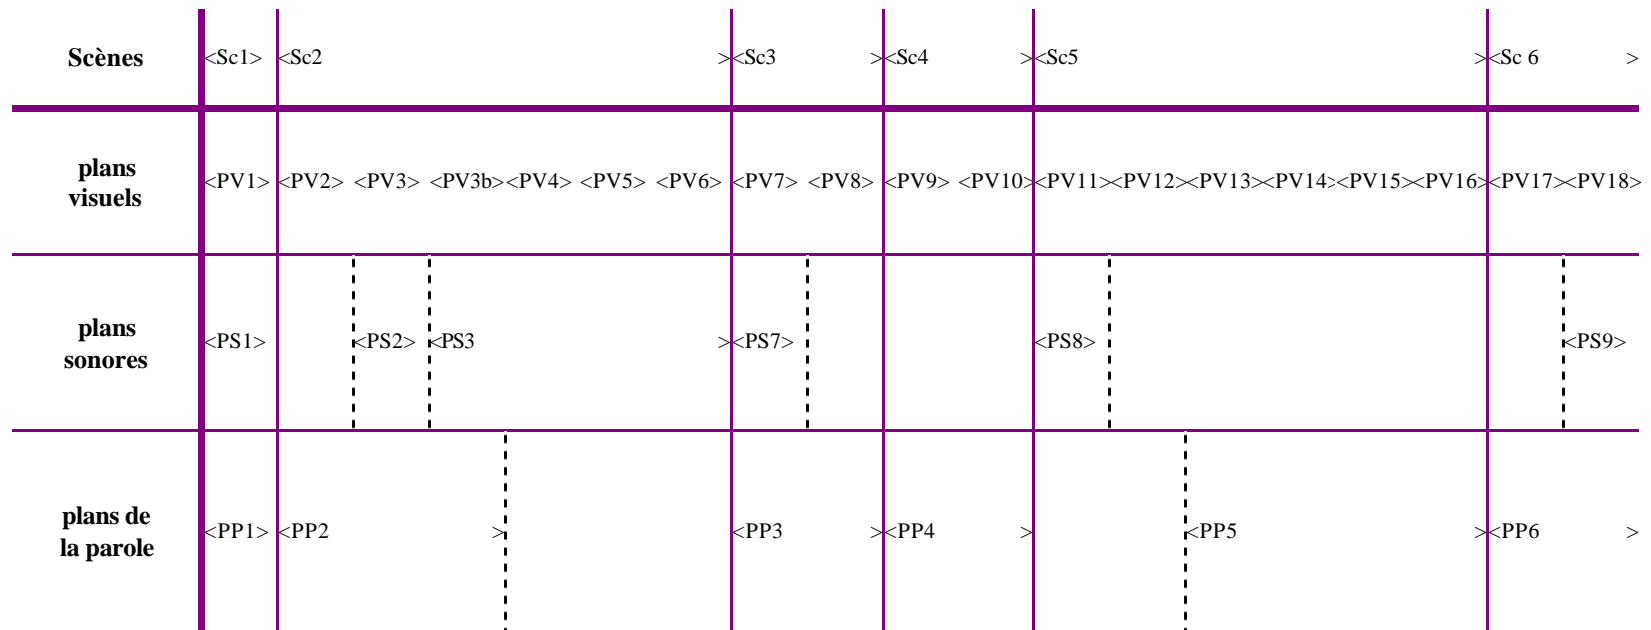 Scènes <Sc1> <Sc2 > <Sc3 > <Sc4 > <Sc5 > <Sc 6 >
plans
visuels
<PV1> <PV2> <PV3> <PV3b> <PV4> <PV5> <PV6> <PV7> <PV8> <PV9> <PV10> <PV11> <PV12> <PV13> <PV14> <PV15> <PV16> <PV17> <PV18>
plans
sonores
<PS1> <PS2> <PS3 > <PS7> <PS8> <PS9>
plans de
la parole
<PP1> <PP2 > <PP3 > <PP4 > <PP5 > <PP6 >